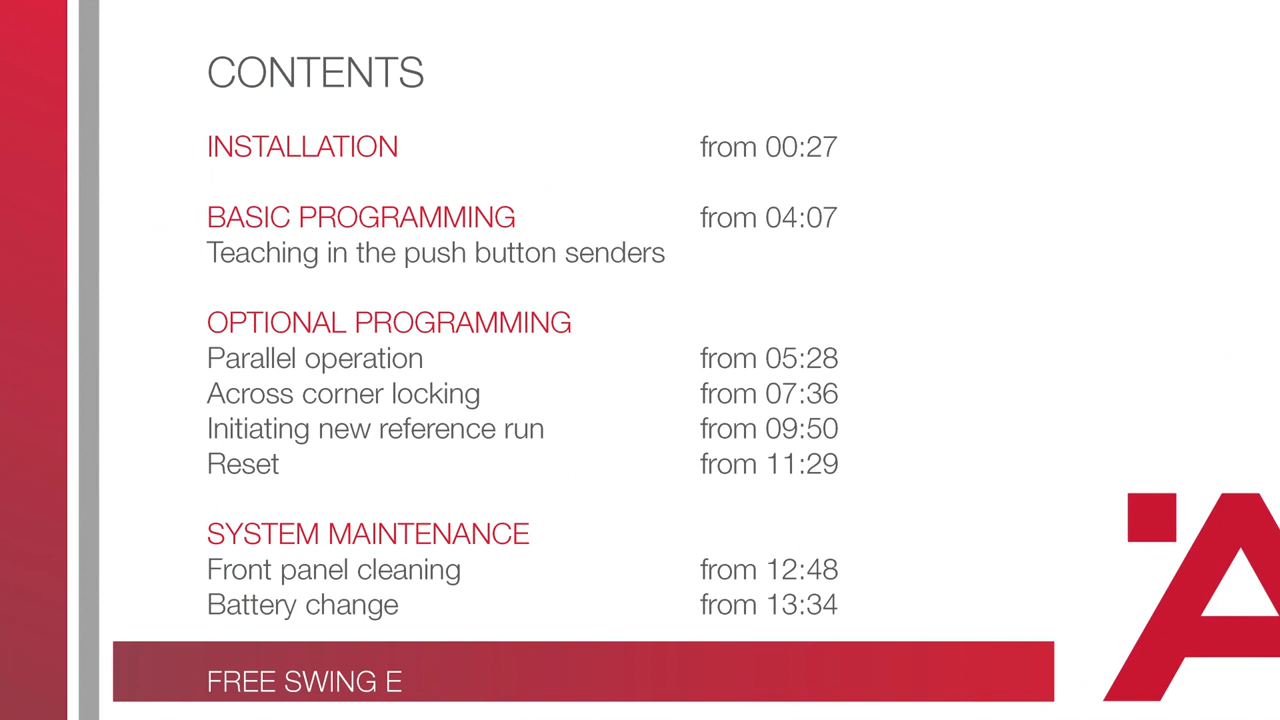 CONTENTS
INSTALLATION from 00:27
BASIC PROGRAMMING from 04:07
Teaching in the push button senders
OPTIONAL PROGRAMMING
Parallel operation from 05:28
Across corner locking from 07:36
Initiating new reference run from 09:50
Reset from 11:29
SYSTEM MAINTENANCE
Front panel cleaning from 12:48
Battery change from 13:34
FREE SWING E